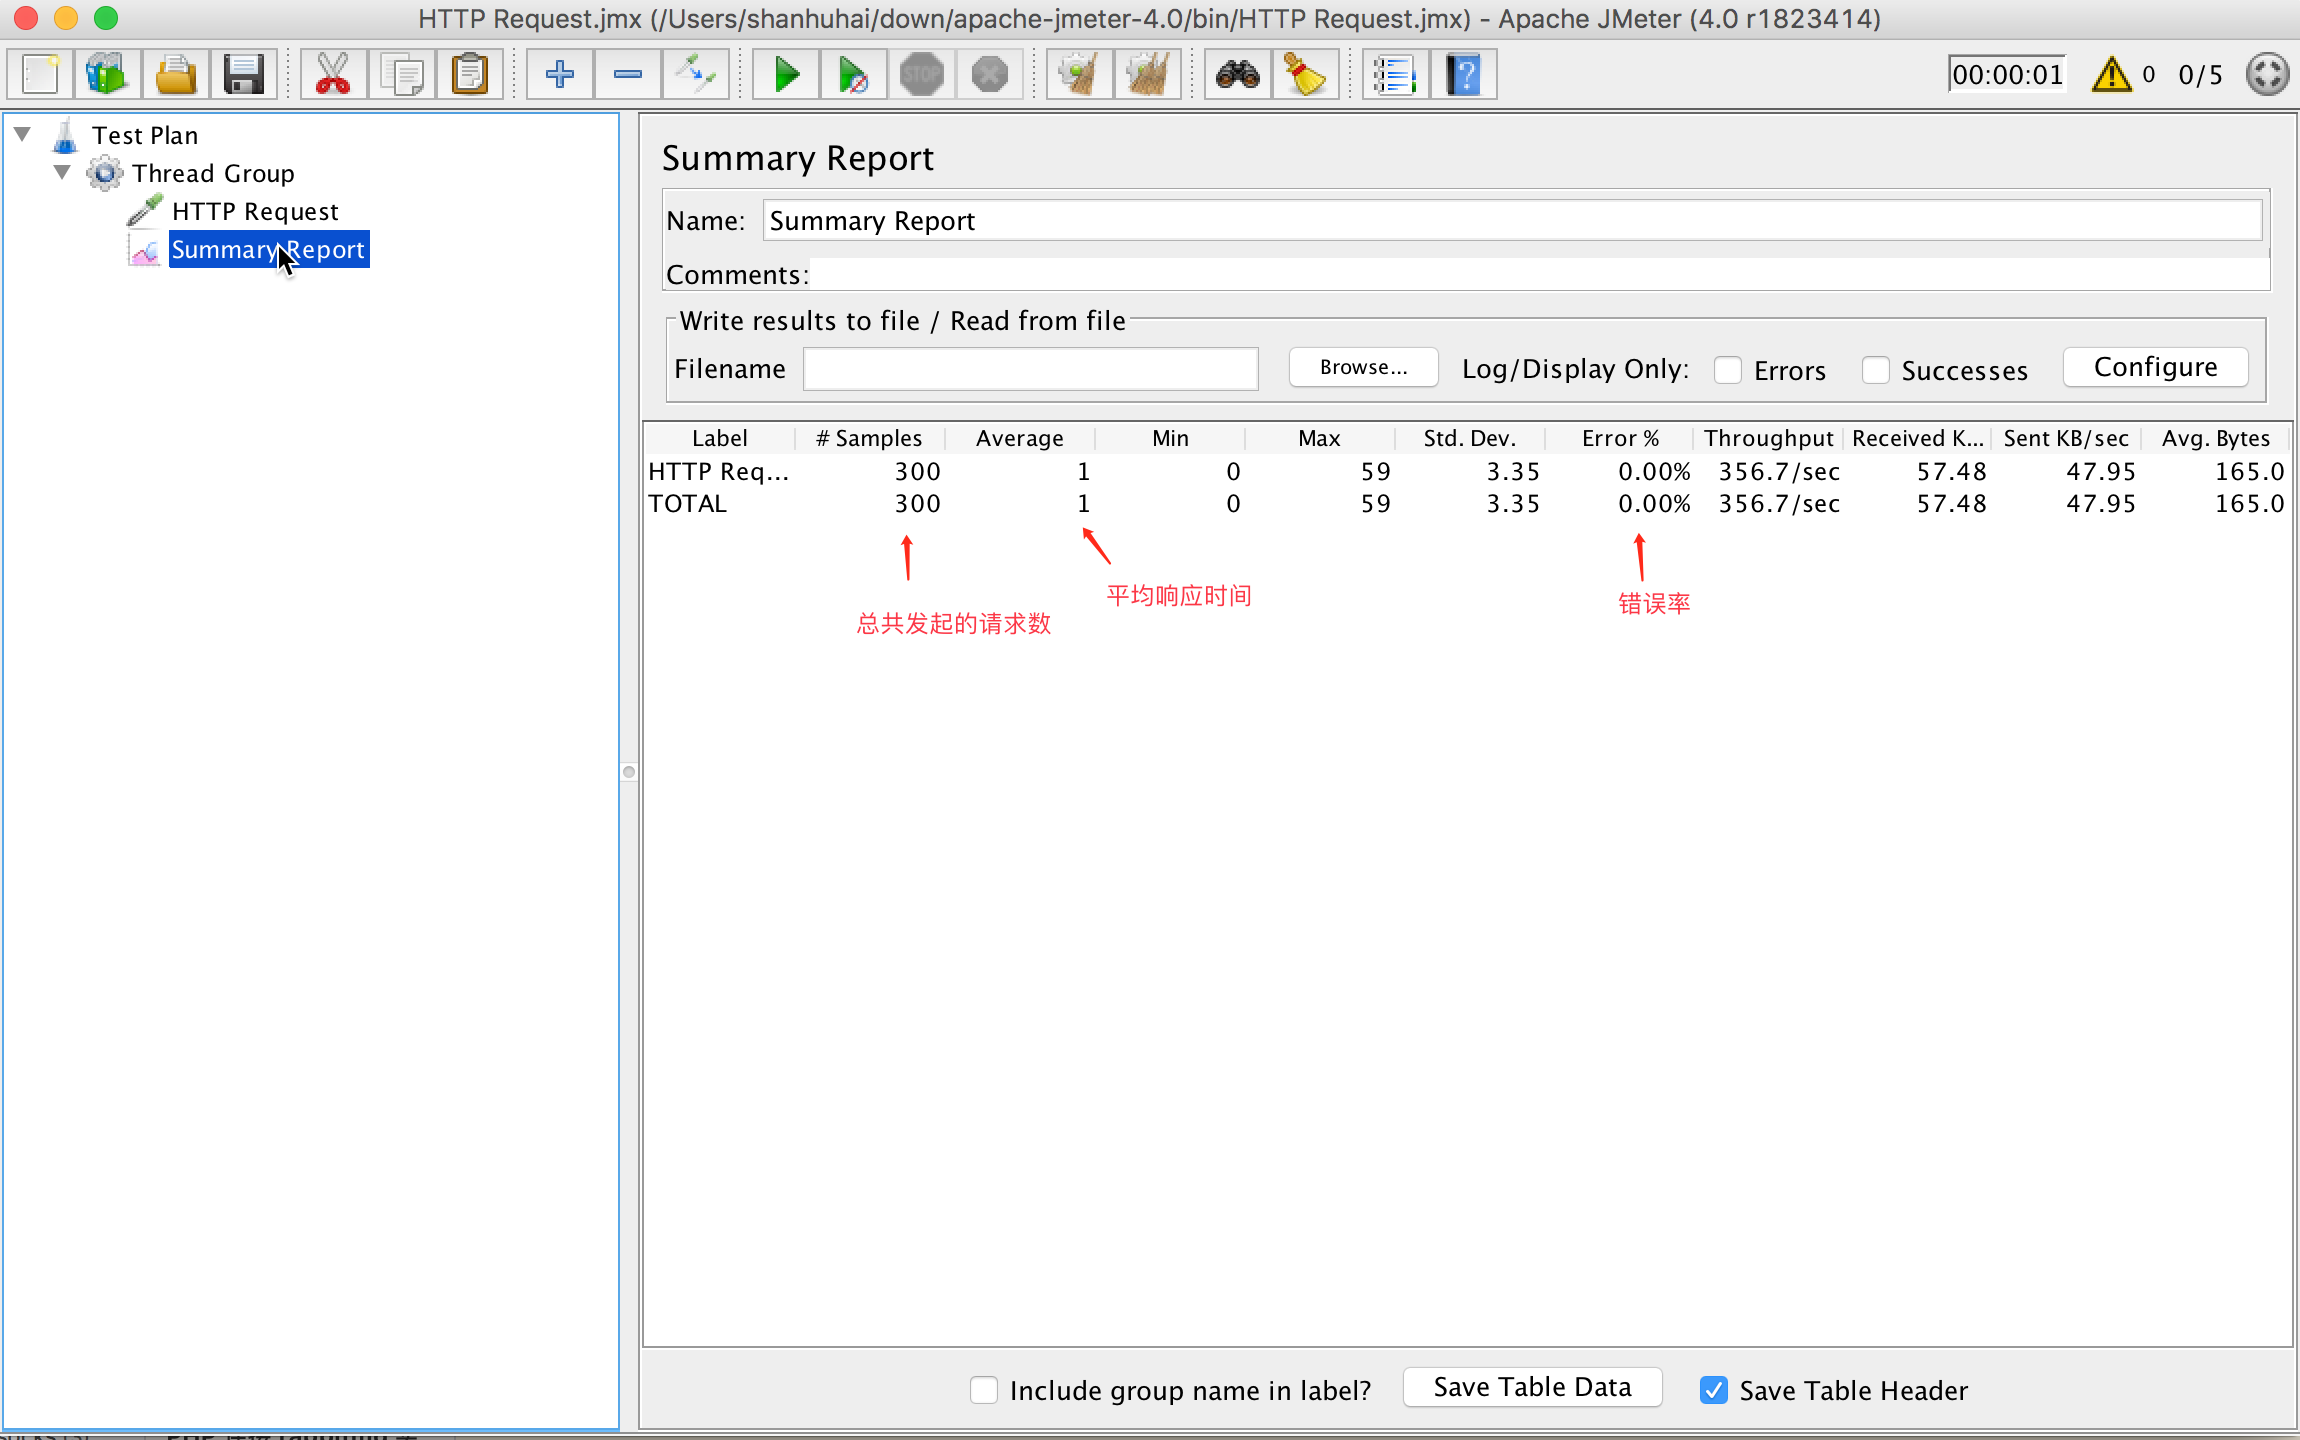 HTTP Request.jmx (/Users/shanhuhai/down/apache-jmeter-4.0/bin/HTTP Request.jmx) - Apache JMeter (4.0 r1823414)
STOP
00:00:01 0 0/5
Test Plan
Thread Group
HTTP Request
Summary Report
Summary Report
Name: Summary Report
Comments:
Write results to file / Read from file
Filename Browse... Log/Display Only: Errors Successes Configure
Label # Samples Average Min Max Std. Dev. Error % Throughput Received K... Sent KB/sec Avg. Bytes
HTTP Req... 300 1 0 59 3.35 0.00% 356.7/sec 57.48 47.95 165.0
TOTAL 300 1 0 59 3.35 0.00% 356.7/sec 57.48 47.95 165.0
平均响应时间
错误率
总共发起的请求数
Include group name in label? Save Table Data Save Table Header